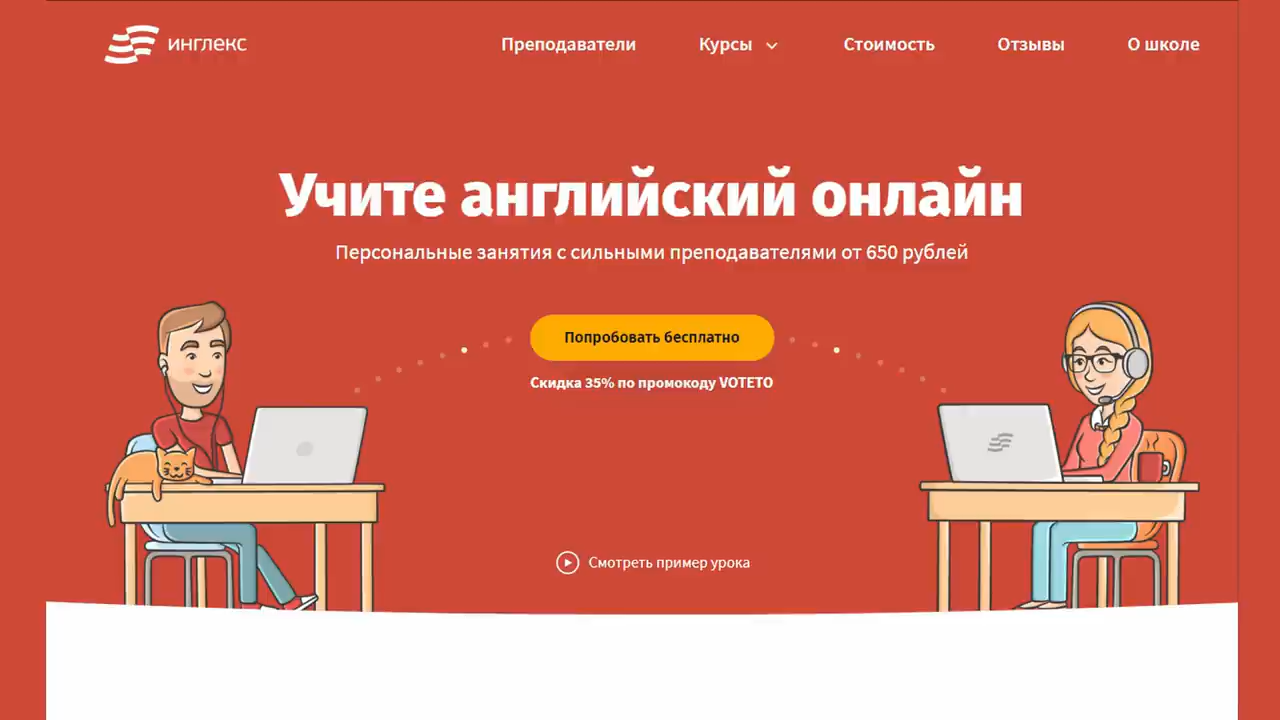 инглекс
Преподаватели
Курсы
Стоимость
Отзывы
О школе
Учите английский онлайн
Персональные занятия с сильными преподавателями от 650 рублей
Попробовать бесплатно
Скидка 35% по промокоду VOTETO
Смотреть пример урока